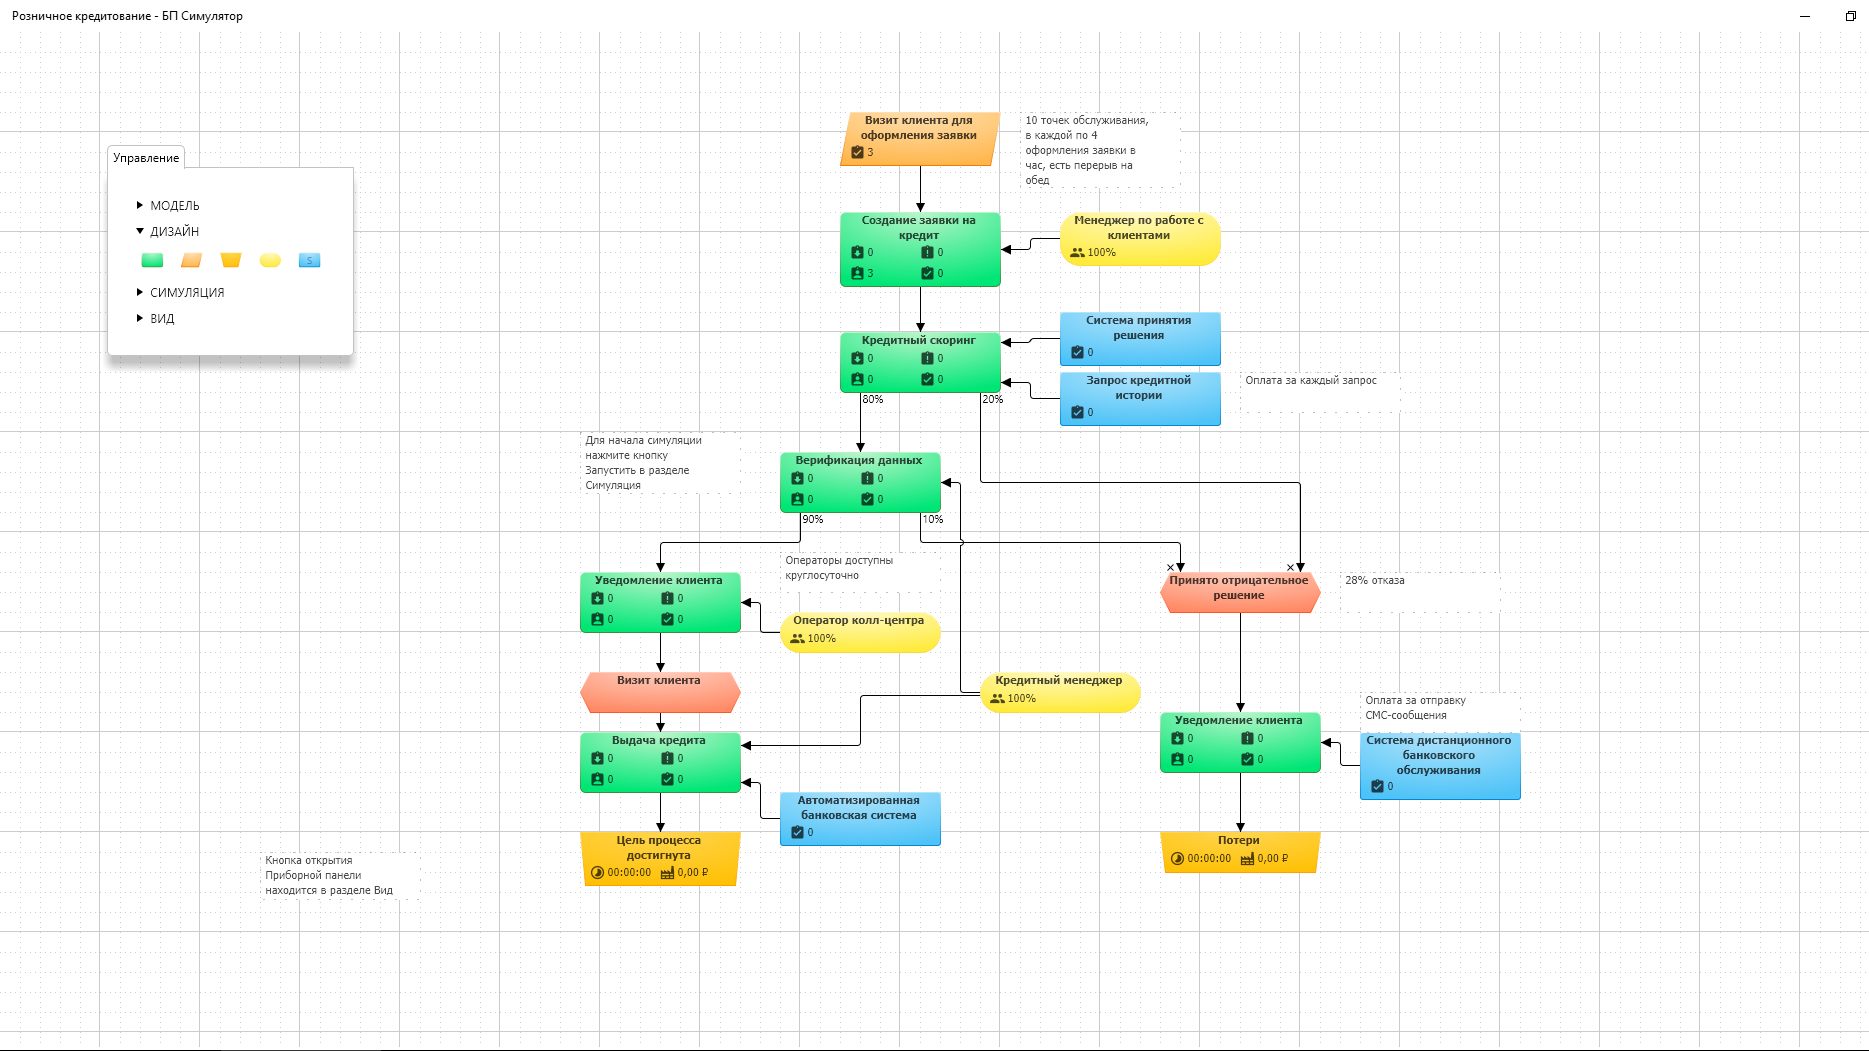 Розничное кредитование - БП Симулятор
Управление
МОДЕЛЬ
ДИЗАЙН
S
СИМУЛЯЦИЯ
ВИД
Визит клиента для
оформления заявки
3
10 точек обслуживания,
в каждой по 4
оформления заявки в
час, есть перерыв на
обед
Создание заявки на
кредит
0 0
3 0
Менеджер по работе с
клиентами
100%
Кредитный скоринг
0 0
0 0
80% 20%
Система принятия
решения
0
Запрос кредитной
истории
0
Оплата за каждый запрос
Для начала симуляции
нажмите кнопку
Запустить в разделе
Симуляция
Верификация данных
0 0
0 0
90% 10%
Операторы доступны
круглосуточно
Уведомление клиента
0 0
0 0
Оператор колл-центра
100%
Принято отрицательное
решение
28% отказа
Визит клиента
Кредитный менеджер
100%
Выдача кредита
0 0
0 0
Уведомление клиента
0 0
0 0
Оплата за отправку
СМС-сообщения
Система дистанционного
банковского
обслуживания
0
Автоматизированная
банковская система
0
Цель процесса
достигнута
00:00:00 0,00 ₽
Потери
00:00:00 0,00 ₽
Кнопка открытия
Приборной панели
находится в разделе Вид